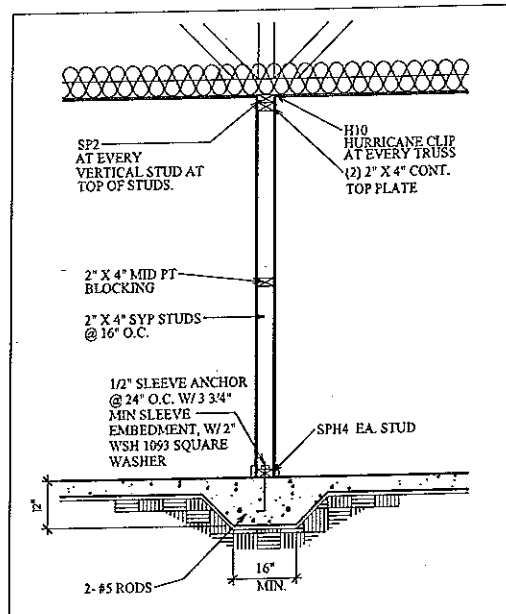 SP2
AT EVERY
VERTICAL STUD AT
TOP OF STUDS.
H10
HURRICANE CLIP
AT EVERY TRUSS
(2) 2" X 4" CONT.
TOP PLATE
2" X 4" MID PT
BLOCKING
2" X 4" SYP STUDS
@ 16" O.C.
1/2" SLEEVE ANCHOR
@ 24" O.C. W/ 3 3/4"
MIN SLEEVE
EMBEDMENT, W/ 2"
WSH 1093 SQUARE
WASHER
SPH4 EA. STUD
12"
2- #5 RODS
16"
MIN.